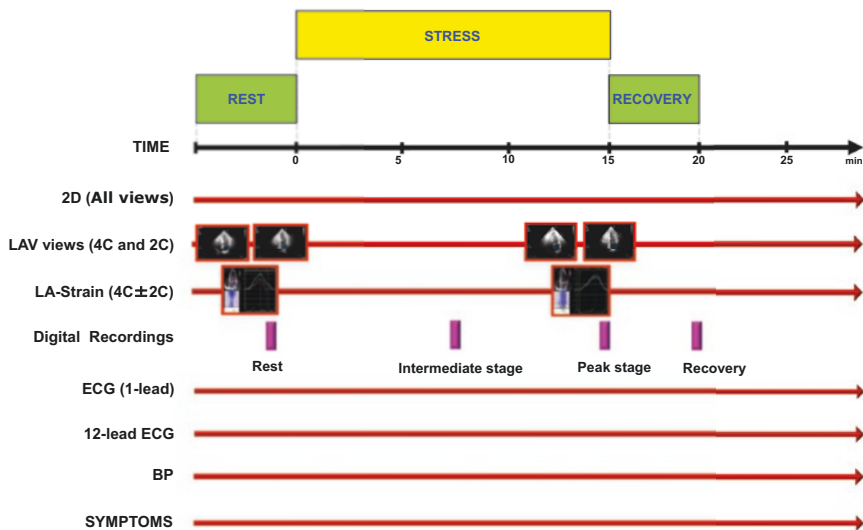 STRESS
REST
RECOVERY
TIME
0 5 10 15 20 25 min
2D (All views)
LAV views (4C and 2C)
LA-Strain (4C±2C)
Digital Recordings
Rest Intermediate stage Peak stage Recovery
ECG (1-lead)
12-lead ECG
BP
SYMPTOMS